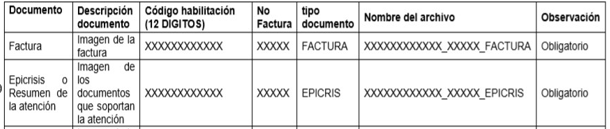 Documento Descripción documento Código habilitación (12 DIGITOS) No Factura tipo documento Nombre del archivo Observación
Factura Imagen de la factura XXXXXXXXXXXX XXXXX FACTURA XXXXXXXXXXXX_XXXXX_FACTURA Obligatorio
Epicrisis o Resumen de la atención Imagen de los documentos que soportan la atención XXXXXXXXXXXX XXXXX EPICRIS XXXXXXXXXXXX_XXXXX_EPICRIS Obligatorio